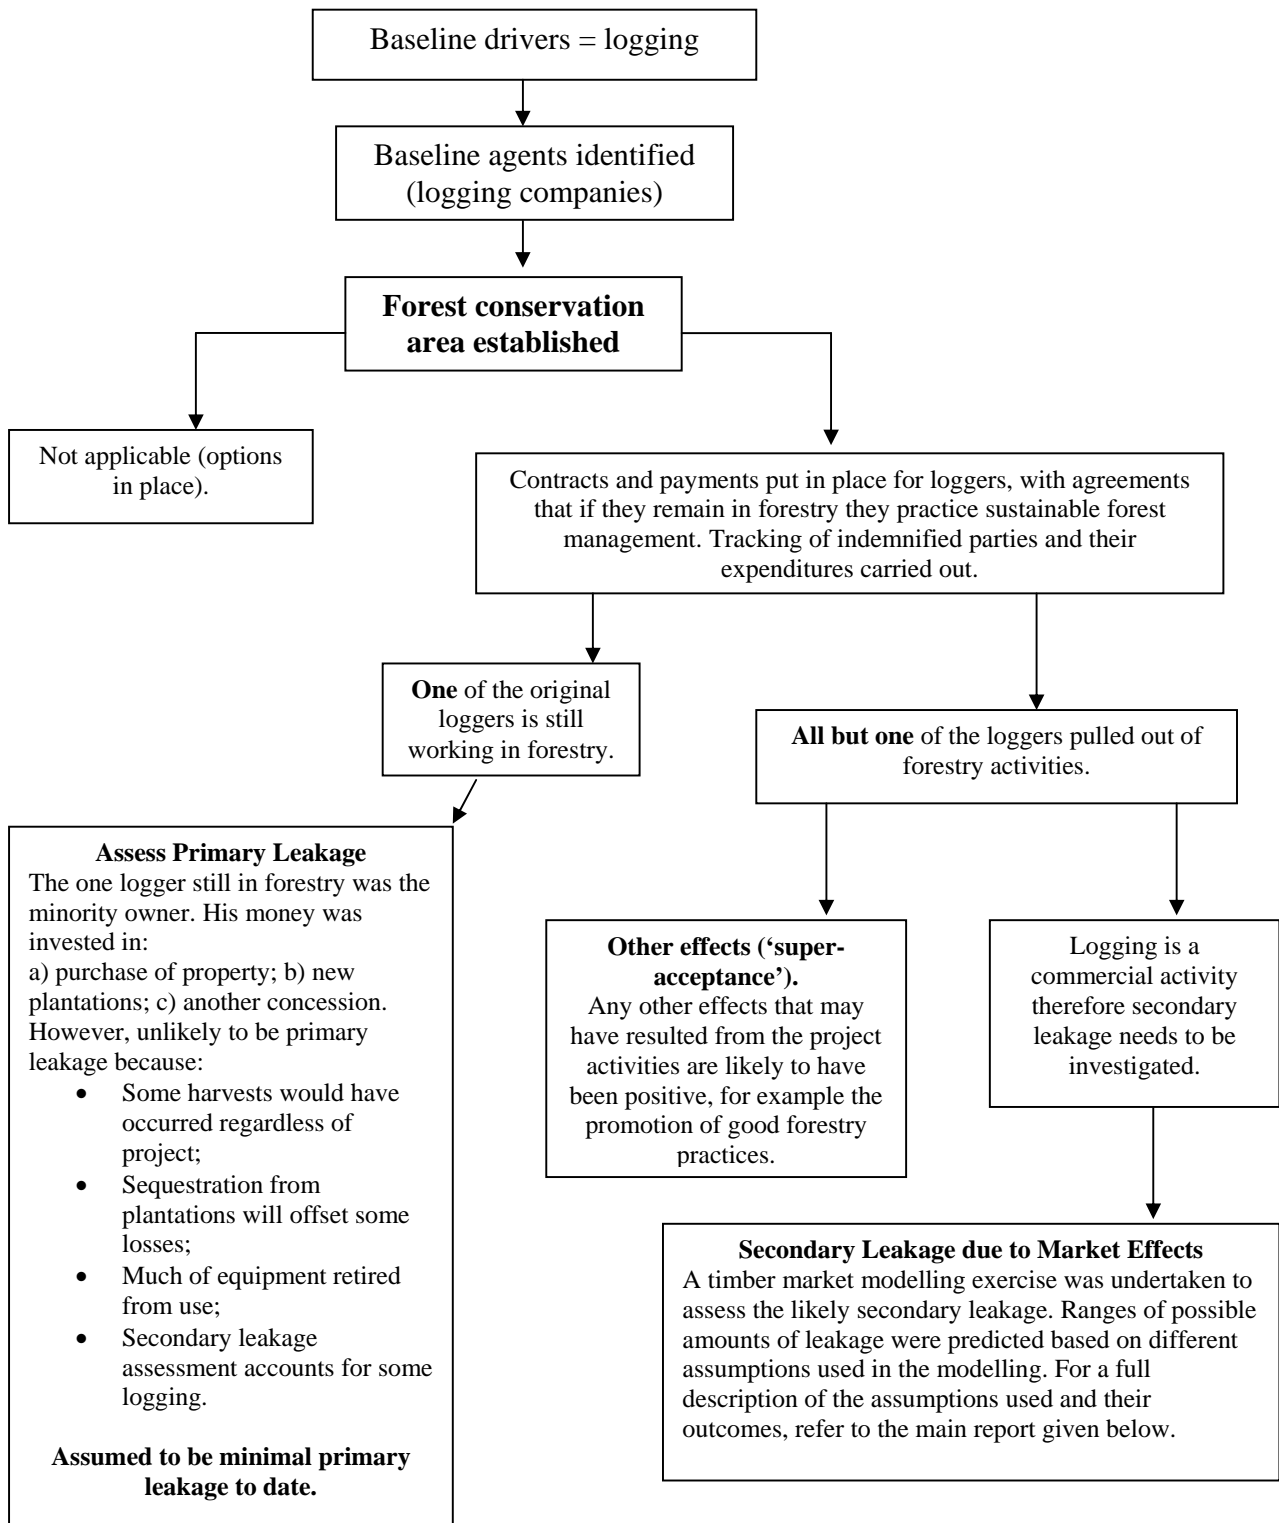 Baseline drivers = logging
Baseline agents identified
(logging companies)
Forest conservation
area established
Not applicable (options
in place).
Contracts and payments put in place for loggers, with agreements
that if they remain in forestry they practice sustainable forest
management. Tracking of indemnified parties and their
expenditures carried out.
One of the original
loggers is still
working in forestry.
All but one of the loggers pulled out of
forestry activities.
Assess Primary Leakage
The one logger still in forestry was the
minority owner. His money was
invested in:
a) purchase of property; b) new
plantations; c) another concession.
However, unlikely to be primary
leakage because:
• Some harvests would have
occurred regardless of
project;
• Sequestration from
plantations will offset some
losses;
• Much of equipment retired
from use;
• Secondary leakage
assessment accounts for some
logging.
Assumed to be minimal primary
leakage to date.
Other effects (‘super-
acceptance’).
Any other effects that may
have resulted from the project
activities are likely to have
been positive, for example the
promotion of good forestry
practices.
Logging is a
commercial activity
therefore secondary
leakage needs to be
investigated.
Secondary Leakage due to Market Effects
A timber market modelling exercise was undertaken to
assess the likely secondary leakage. Ranges of possible
amounts of leakage were predicted based on different
assumptions used in the modelling. For a full
description of the assumptions used and their
outcomes, refer to the main report given below.